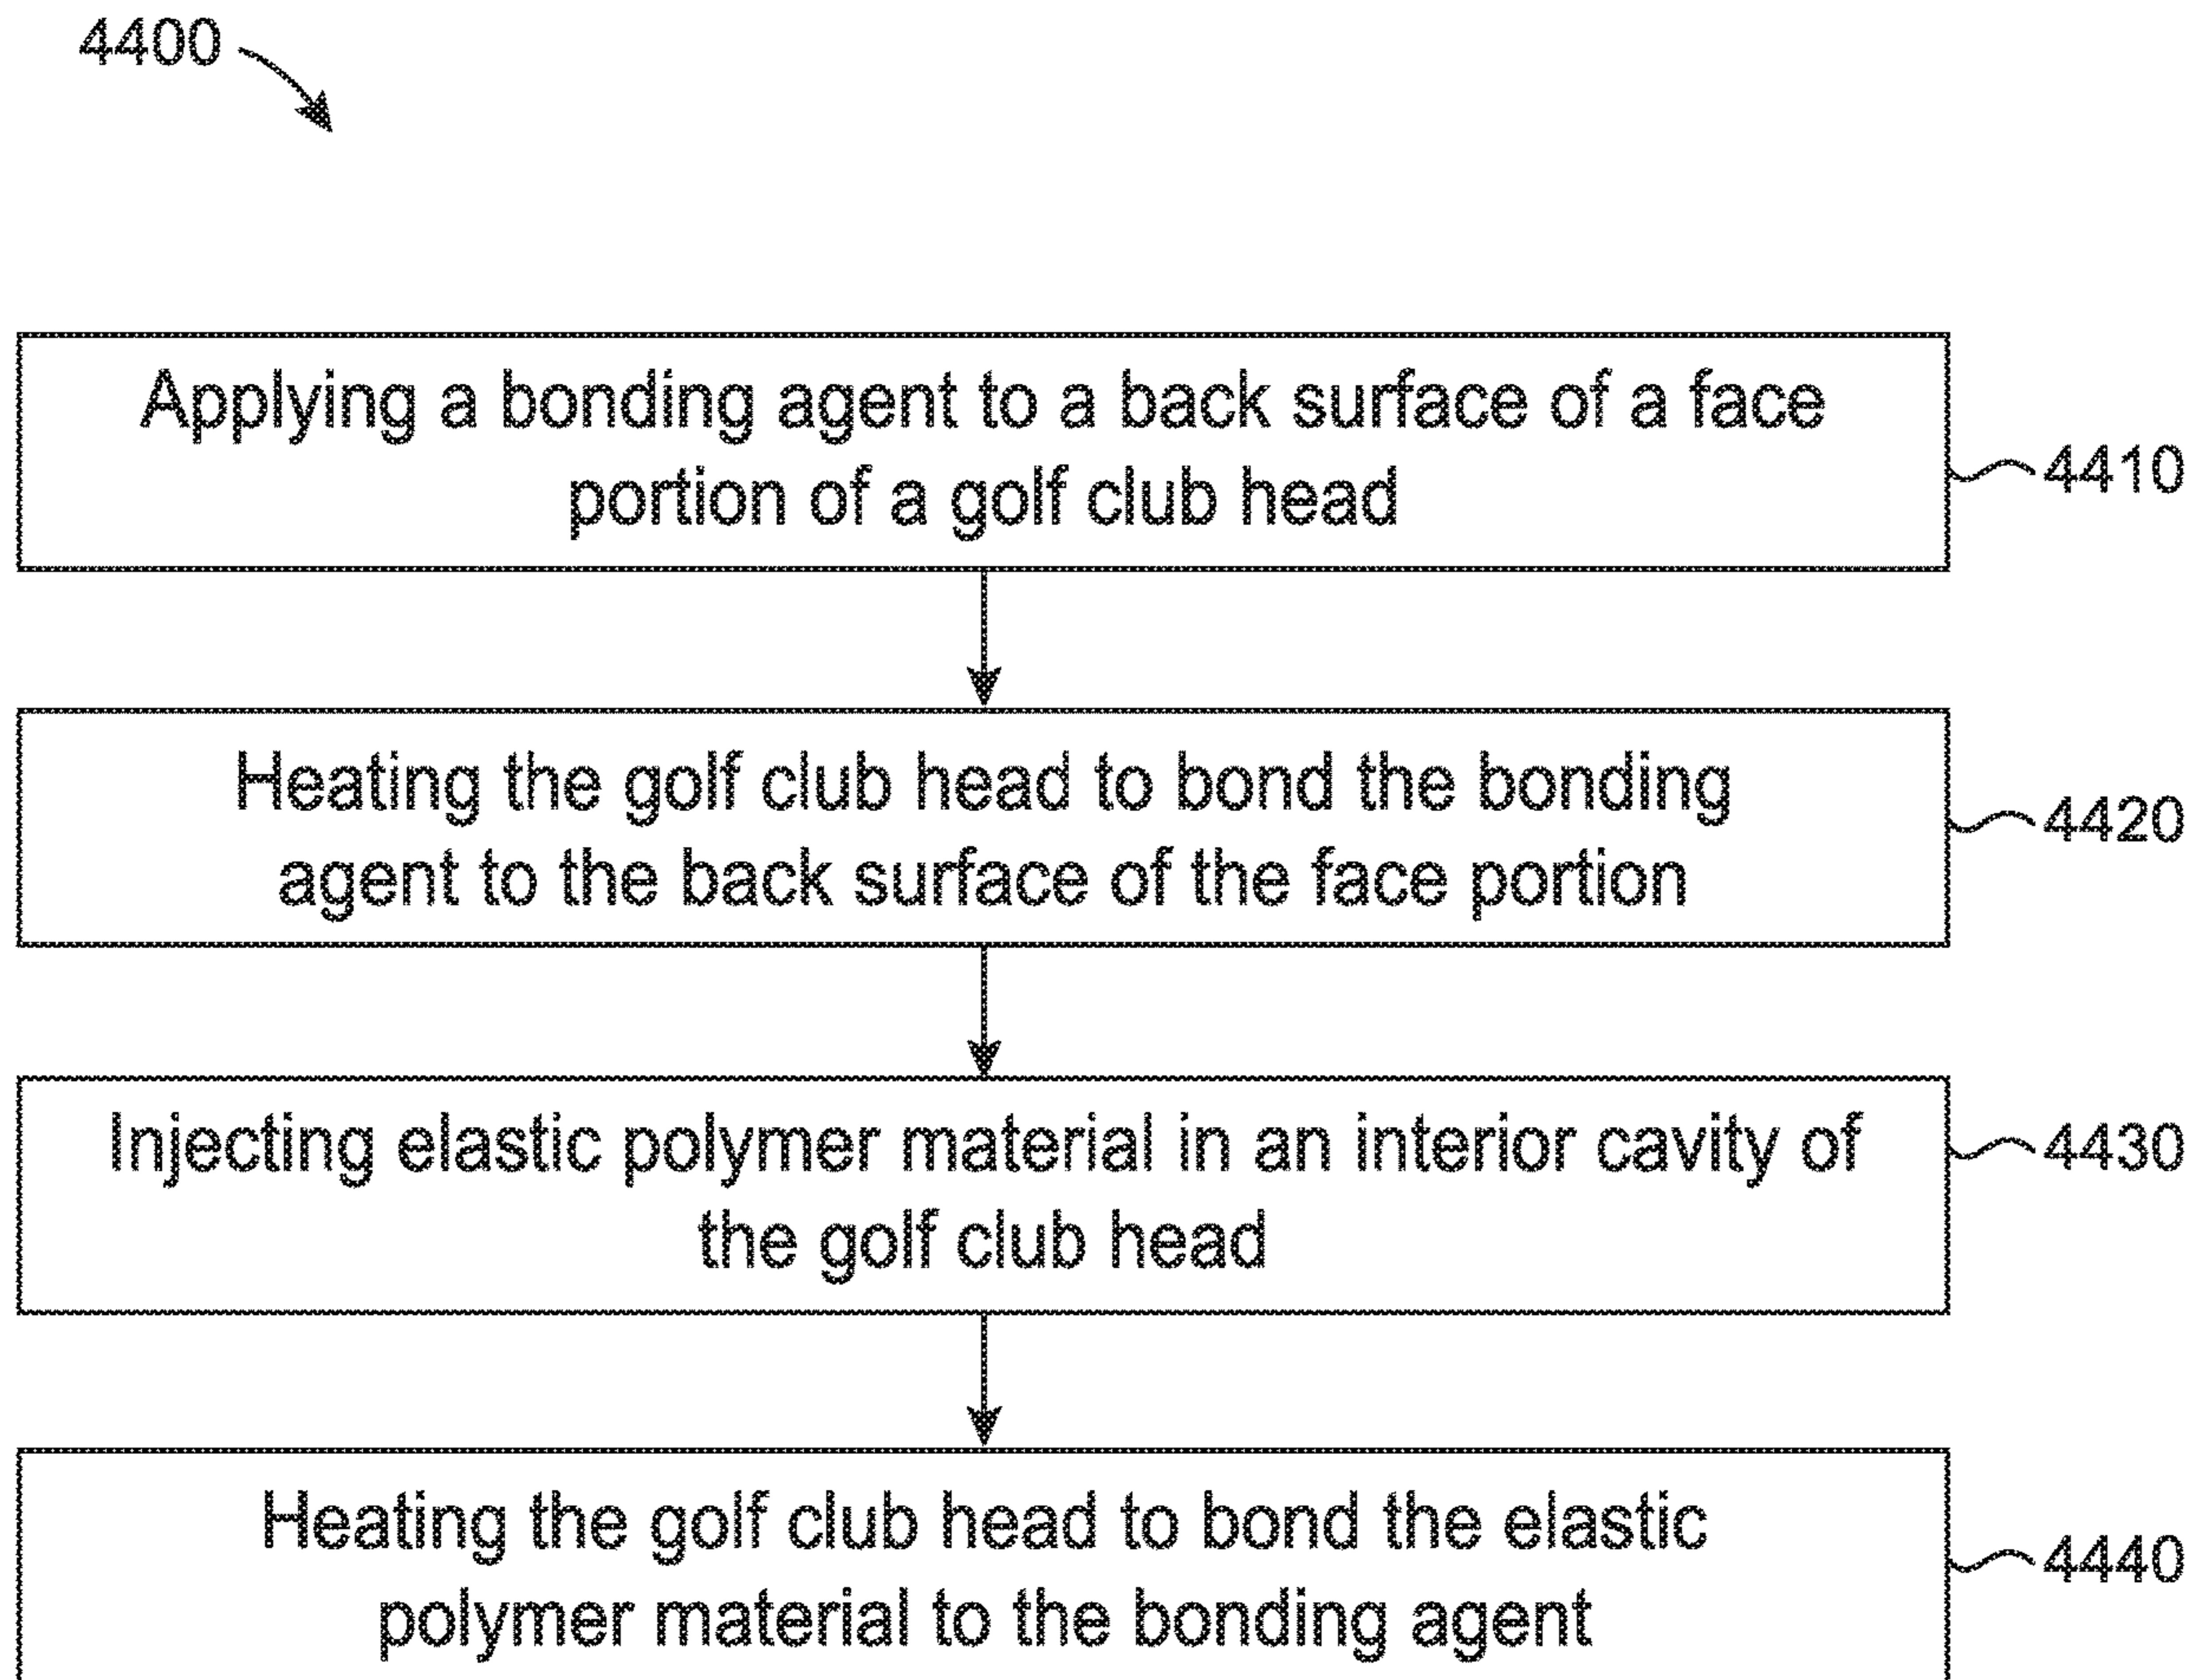 4400
Applying a bonding agent to a back surface of a face
portion of a golf club head
4410
Heating the golf club head to bond the bonding
agent to the back surface of the face portion
4420
Injecting elastic polymer material in an interior cavity of
the golf club head
4430
Heating the golf club head to bond the elastic
polymer material to the bonding agent
4440